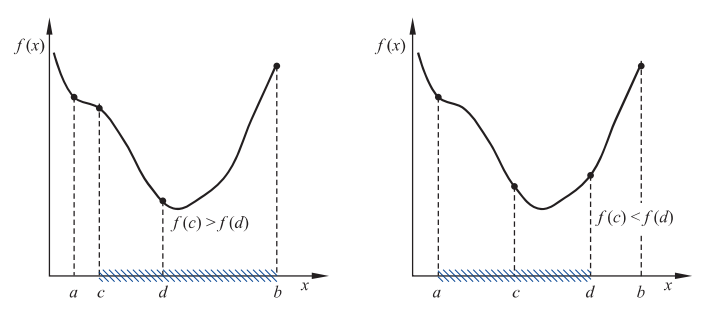 f(x)
f(c) > f(d)
a c d b x
f(x)
f(c) < f(d)
a c d b x